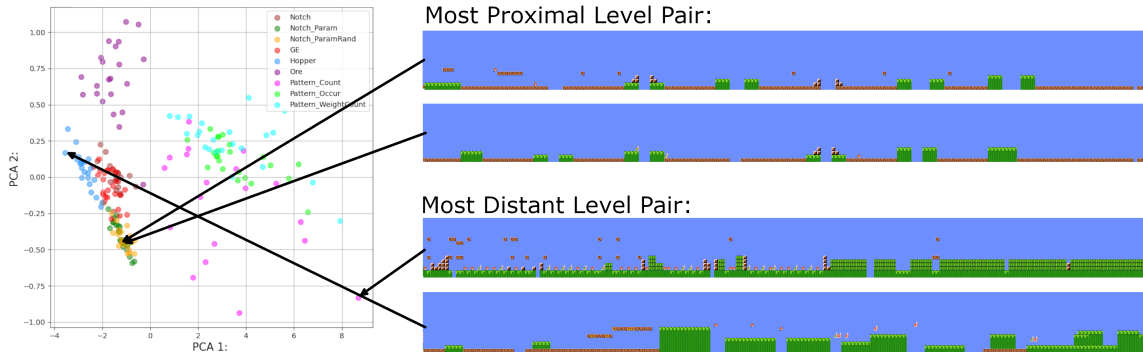 Most Proximal Level Pair:
Most Distant Level Pair:
PCA 2:
1.00
0.75
0.50
0.25
0.00
−0.25
−0.50
−0.75
−1.00
−4
−2
0
2
4
6
8
PCA 1:
Notch
Notch_Param
Notch_ParamRand
GE
Hopper
Ore
Pattern_Count
Pattern_Occur
Pattern_WeightCount